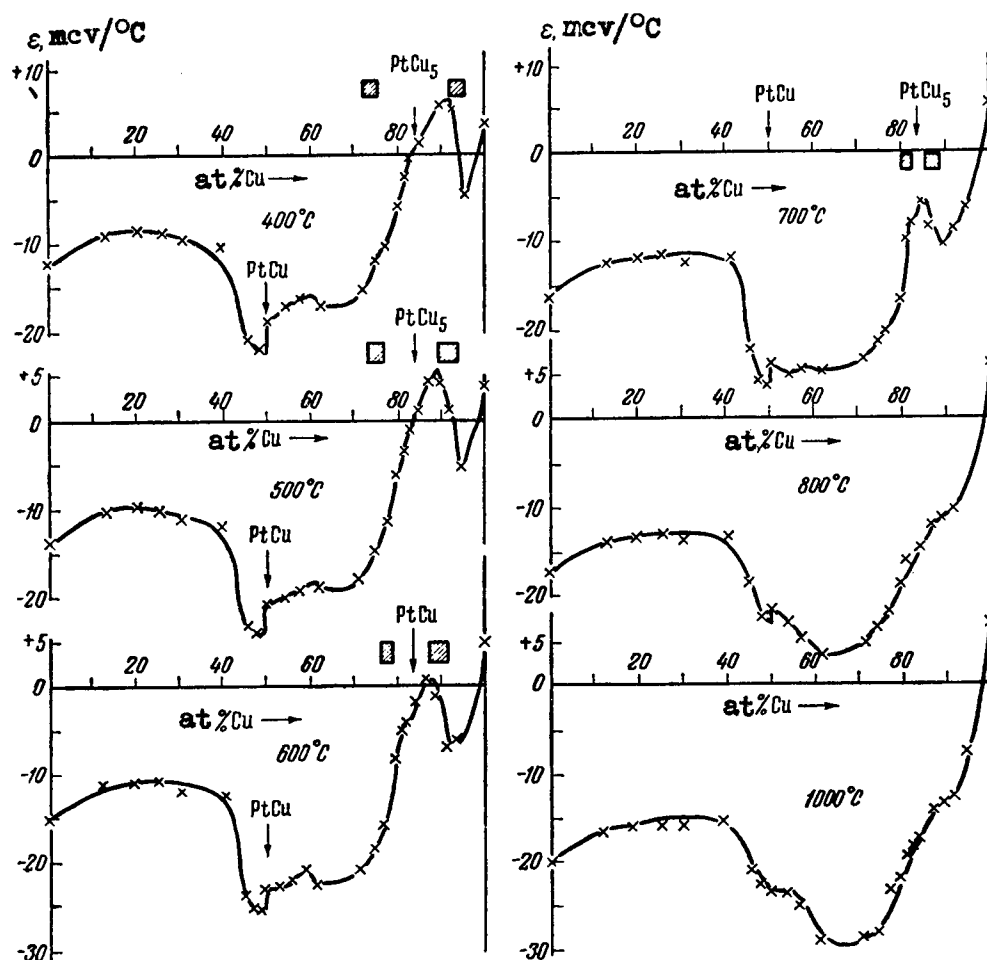 ε, mcv/°C
+10
PtCu₅
20 40 60 80
0
at.%Cu →
400°C
-10
PtCu
-20
PtCu₅
+5
20 40 60 80
0
at.%Cu →
500°C
-10
PtCu
-20
PtCu
+5
20 40 60 80
0
at.%Cu →
600°C
-10
PtCu
-20
-30
ε, mcv/°C
+10
PtCu
PtCu₅
20 40 60 80
0
at.%Cu →
700°C
-10
-20
+5
20 40 60 80
0
at.%Cu →
800°C
-10
-20
+5
20 40 60 80
0
at.%Cu →
1000°C
-10
-20
-30